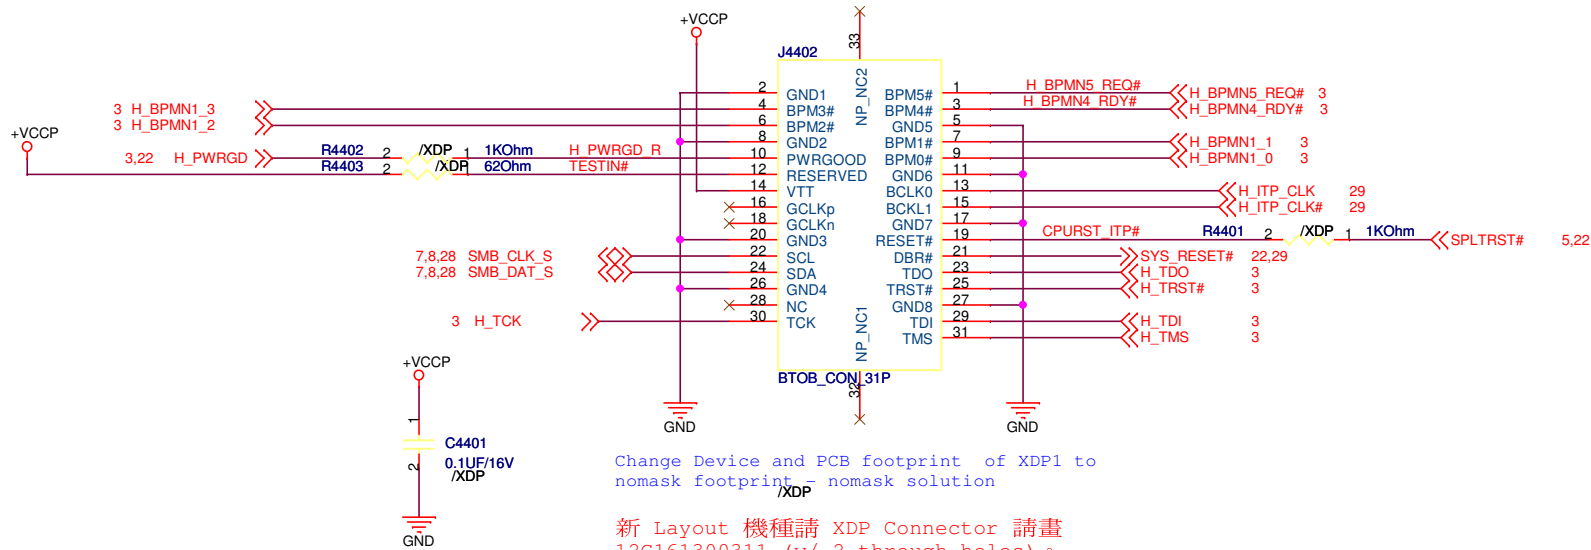 +VCCP
J4402
33
NP_NC2
3 H_BPMN1_3
3 H_BPMN1_2
+VCCP
3,22 H_PWRGD
R4402 2 /XDP 1 1KOhm H_PWRGD_R
R4403 2 /XDP 1 62Ohm TESTIN#
7,8,28 SMB_CLK_S
7,8,28 SMB_DAT_S
3 H_TCK
2 GND1
4 BPM3#
6 BPM2#
8 GND2
10 PWRGOOD
12 RESERVED
14 VTT
16 GCLKp
18 GCLKn
20 GND3
22 SCL
24 SDA
26 GND4
28 NC
30 TCK
BPM5# 1 H_BPMN5_REQ# H_BPMN5_REQ# 3
BPM4# 3 H_BPMN4_RDY# H_BPMN4_RDY# 3
GND5 5
BPM1# 7 H_BPMN1_1 3
BPM0# 9 H_BPMN1_0 3
GND6 11
BCLK0 13 H_ITP_CLK 29
BCKL1 15 H_ITP_CLK# 29
GND7 17
RESET# 19 CPURST_ITP# R4401 2 /XDP 1 1KOhm SPLTRST# 5,22
DBR# 21 SYS_RESET# 22,29
TDO 23 H_TDO 3
TRST# 25 H_TRST# 3
GND8 27
TDI 29 H_TDI 3
TMS 31 H_TMS 3
NP_NC1
BTOB_CON_31P
32
GND
GND
+VCCP
1
C4401
0.1UF/16V
/XDP
2
GND
Change Device and PCB footprint of XDP1 to
nomask footprint - nomask solution
/XDP
新 Layout 機種請 XDP Connector 請畫
12G161300311 (w/ 2 through holes)。